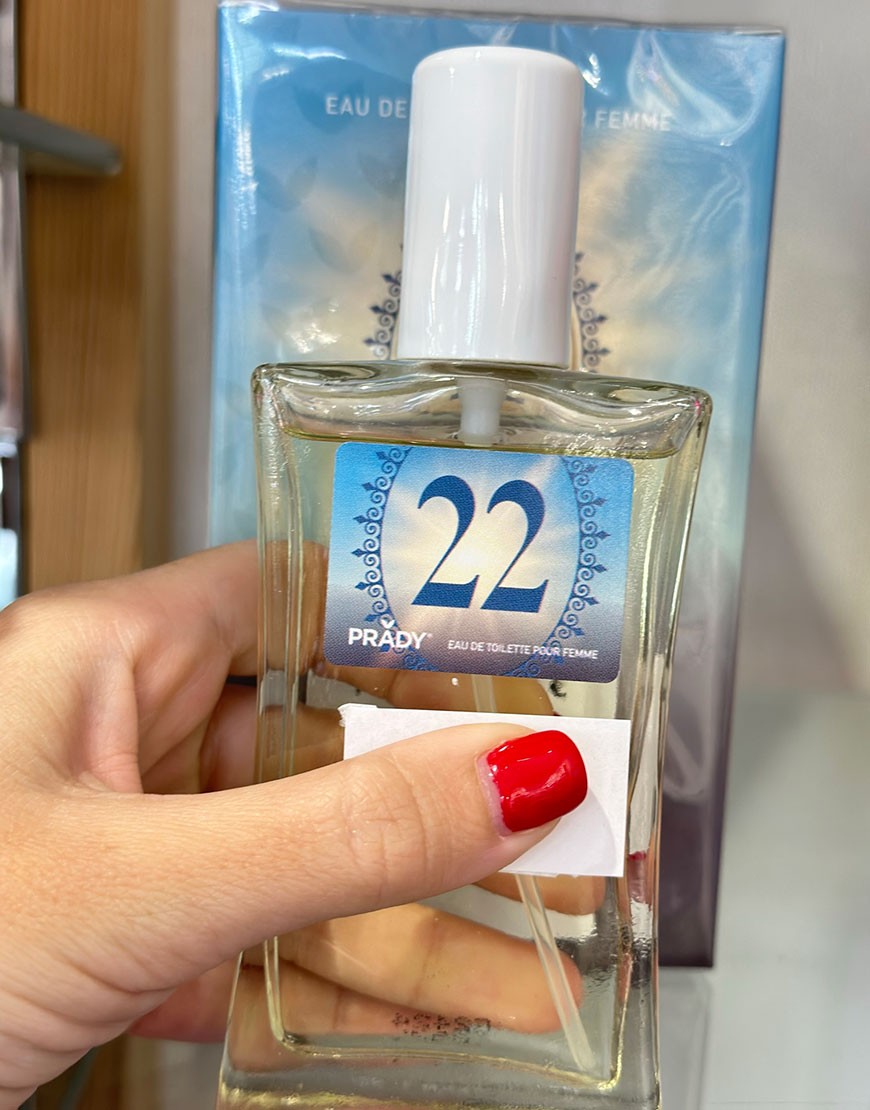 EAU DE
FEMME
22
PRADY®
EAU DE TOILETTE POUR FEMME